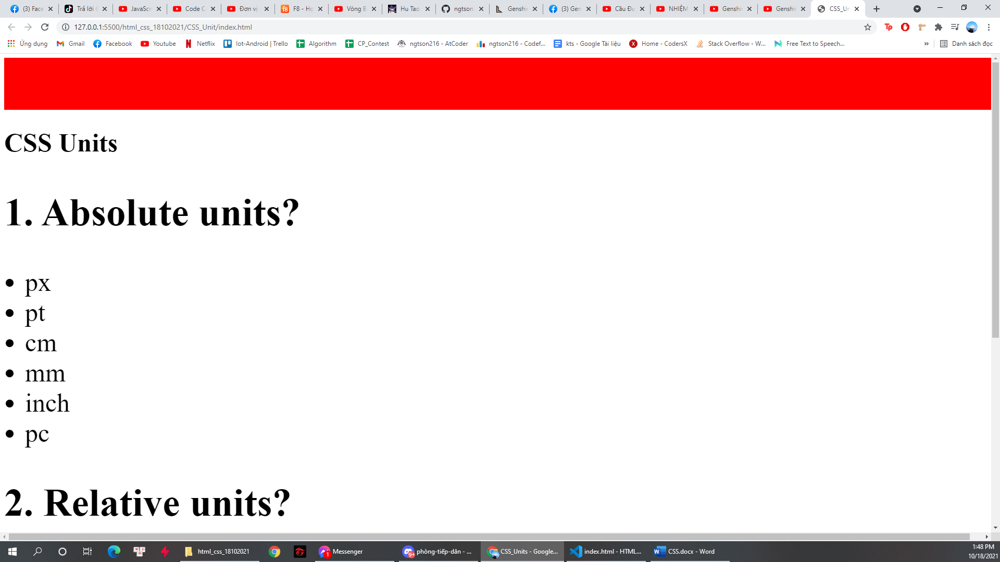 (3) Face Trả lời JavaScr Code C Đơn vị F8 - Họ Vòng B Hu Tao ngtson Genshi (3) Gen Cầu Đu NHIỆM Genshi Genshi CSS_Un
127.0.0.1:5500/html_css_18102021/CSS_Unit/index.html
Ứng dụng Gmail Facebook Youtube Netflix Iot-Android | Trello Algorithm CP_Contest ngtson216 - AtCoder ngtson216 - Codef... kts - Google Tài liệu Home - CodersX Stack Overflow - W... Free Text to Speech... » Danh sách đọc
CSS Units
1. Absolute units?
• px
• pt
• cm
• mm
• inch
• pc
2. Relative units?
html_css_18102021 1 Messenger 9+ phòng-tiếp-dân - ... CSS_Units - Google... index.html - HTML... CSS.docx - Word
1:48 PM
10/18/2021